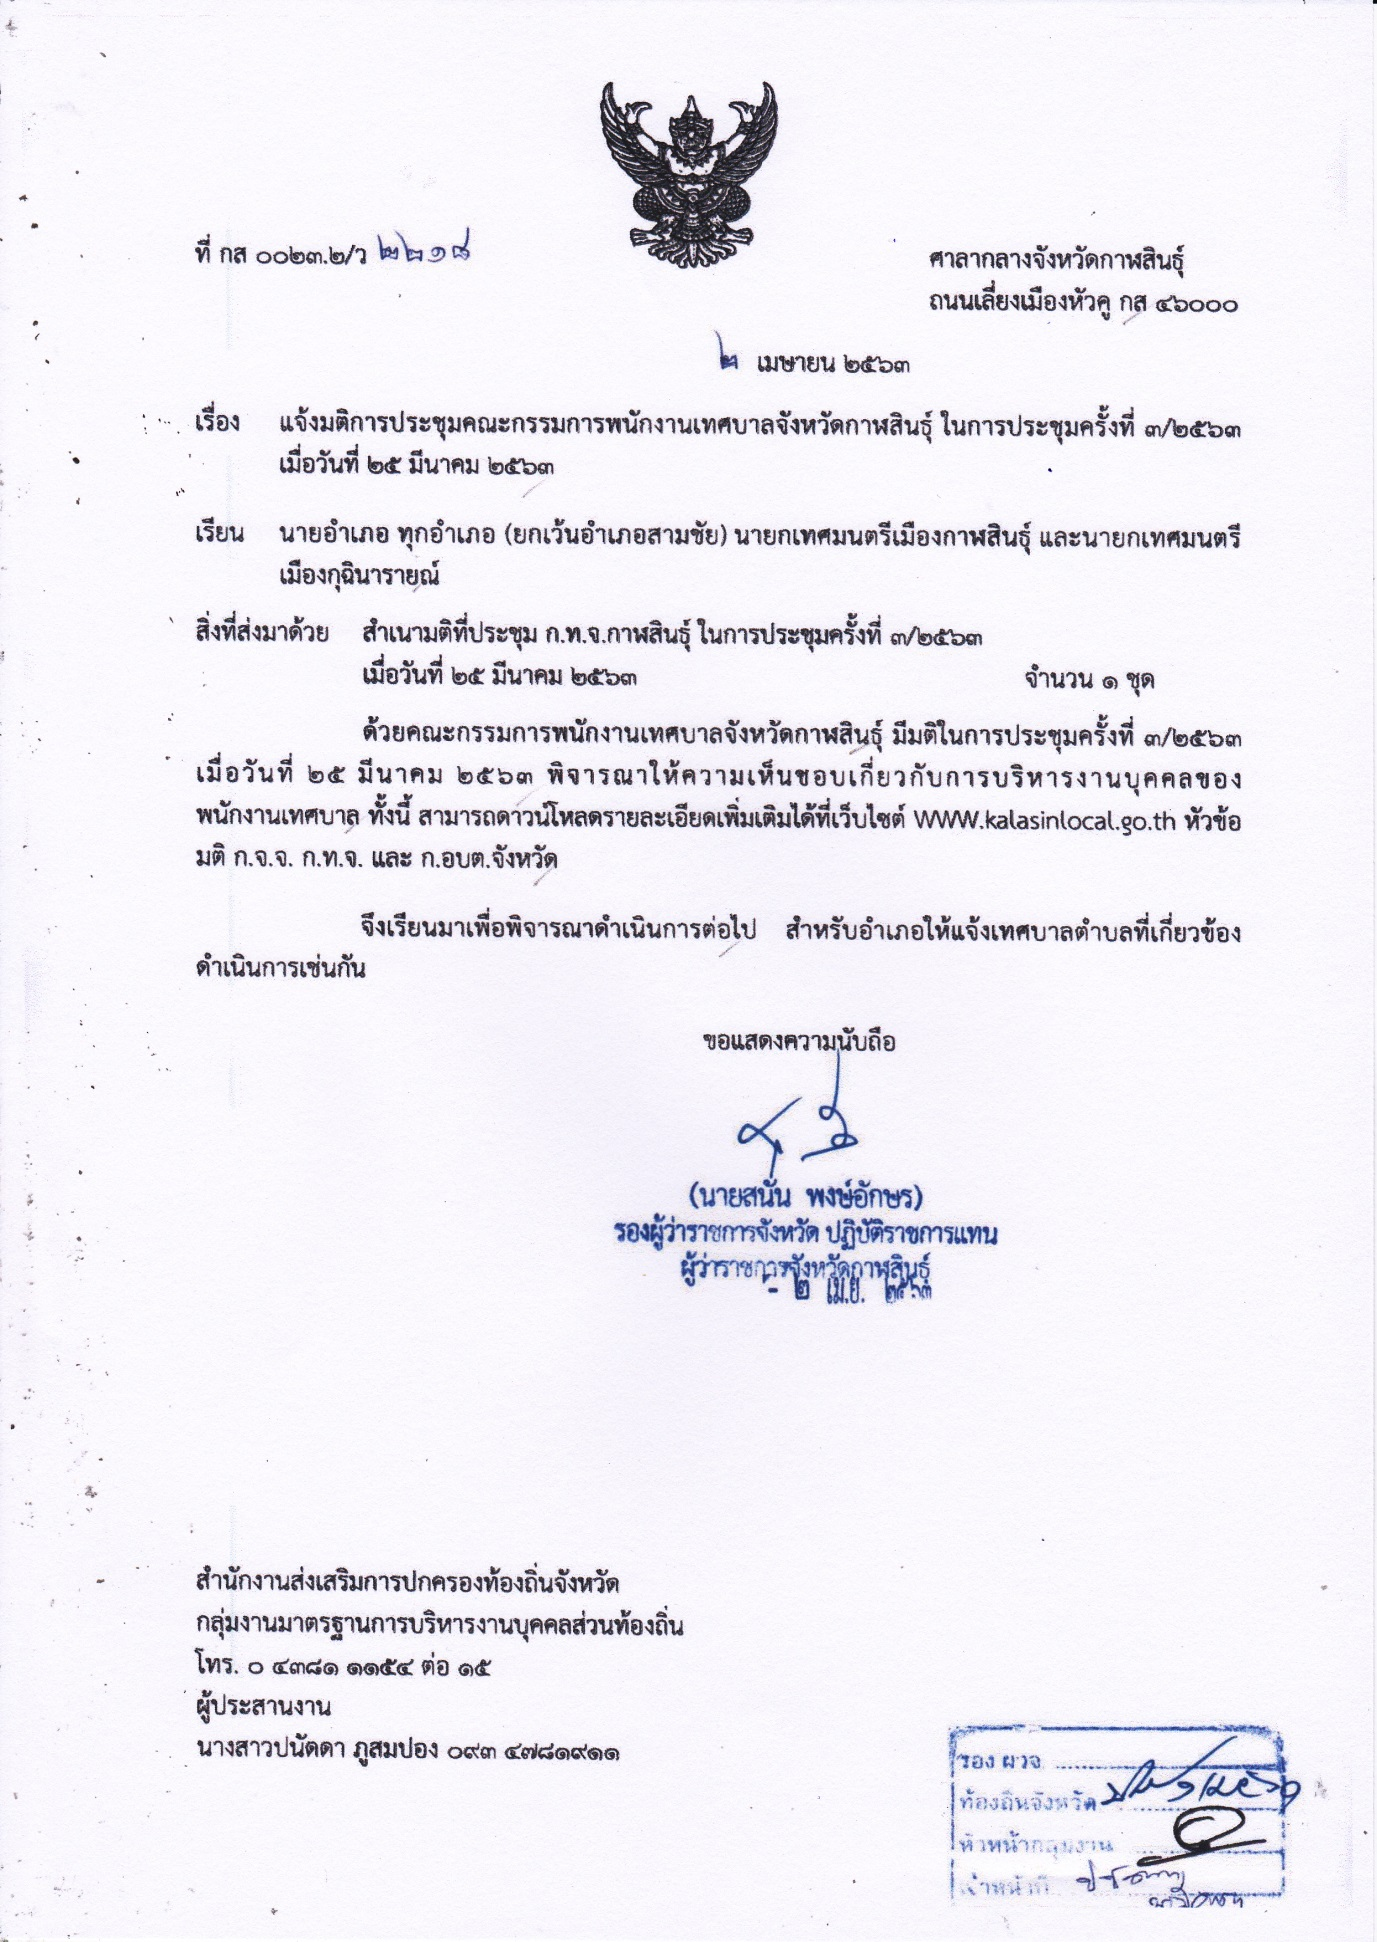 ที่ กส ๐๐๒๓.๒/ว ๒๒๑๘
ศาลากลางจังหวัดกาฬสินธุ์
ถนนเลี่ยงเมืองหัวคู กส ๔๖๐๐๐
๒ เมษายน ๒๕๖๓
เรื่อง แจ้งมติการประชุมคณะกรรมการพนักงานเทศบาลจังหวัดกาฬสินธุ์ ในการประชุมครั้งที่ ๓/๒๕๖๓
เมื่อวันที่ ๒๕ มีนาคม ๒๕๖๓
เรียน นายอำเภอ ทุกอำเภอ (ยกเว้นอำเภอสามชัย) นายกเทศมนตรีเมืองกาฬสินธุ์ และนายกเทศมนตรี
เมืองกุฉินารายณ์
สิ่งที่ส่งมาด้วย สำเนามติที่ประชุม ก.ท.จ.กาฬสินธุ์ ในการประชุมครั้งที่ ๓/๒๕๖๓
เมื่อวันที่ ๒๕ มีนาคม ๒๕๖๓ จำนวน ๑ ชุด
ด้วยคณะกรรมการพนักงานเทศบาลจังหวัดกาฬสินธุ์ มีมติในการประชุมครั้งที่ ๓/๒๕๖๓
เมื่อวันที่ ๒๕ มีนาคม ๒๕๖๓ พิจารณาให้ความเห็นชอบเกี่ยวกับการบริหารงานบุคคลของ
พนักงานเทศบาล ทั้งนี้ สามารถดาวน์โหลดรายละเอียดเพิ่มเติมได้ที่เว็บไซต์ WWW.kalasinlocal.go.th หัวข้อ
มติ ก.จ.จ. ก.ท.จ. และ ก.อบต.จังหวัด
จึงเรียนมาเพื่อพิจารณาดำเนินการต่อไป สำหรับอำเภอให้แจ้งเทศบาลตำบลที่เกี่ยวข้อง
ดำเนินการเช่นกัน
ขอแสดงความนับถือ
(นายสนั่น พงษ์อักษร)
รองผู้ว่าราชการจังหวัด ปฏิบัติราชการแทน
ผู้ว่าราชการจังหวัดกาฬสินธุ์
- ๒ เม.ย. ๒๕๖๓
สำนักงานส่งเสริมการปกครองท้องถิ่นจังหวัด
กลุ่มงานมาตรฐานการบริหารงานบุคคลส่วนท้องถิ่น
โทร. ๐ ๔๓๘๑ ๑๑๕๔ ต่อ ๑๕
ผู้ประสานงาน
นางสาวปนัดดา ภูสมปอง ๐๙๓ ๔๗๘๑๙๑๑
รอง ผวจ
ท้องถิ่นจังหวัด
หัวหน้ากลุ่มงาน
เจ้าหน้าที่